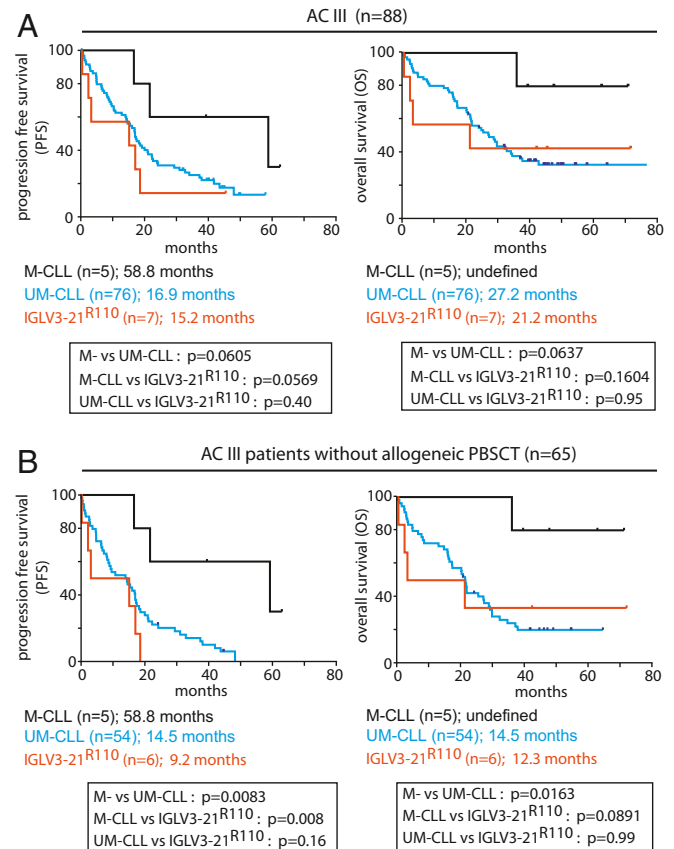 A
AC III (n=88)
progression free survival
(PFS)
100
80
40
0
0
20
40
60
80
months
M-CLL (n=5); 58.8 months
UM-CLL (n=76); 16.9 months
IGLV3-21R110 (n=7); 15.2 months
M- vs UM-CLL : p=0.0605
M-CLL vs IGLV3-21R110 : p=0.0569
UM-CLL vs IGLV3-21R110 : p=0.40
overall survival (OS)
100
80
40
0
0
20
40
60
80
months
M-CLL (n=5); undefined
UM-CLL (n=76); 27.2 months
IGLV3-21R110 (n=7); 21.2 months
M- vs UM-CLL : p=0.0637
M-CLL vs IGLV3-21R110 : p=0.1604
UM-CLL vs IGLV3-21R110 : p=0.95
B
AC III patients without allogeneic PBSCT (n=65)
progression free survival
(PFS)
100
80
40
0
0
20
40
60
80
months
M-CLL (n=5); 58.8 months
UM-CLL (n=54); 14.5 months
IGLV3-21R110 (n=6); 9.2 months
M- vs UM-CLL : p=0.0083
M-CLL vs IGLV3-21R110 : p=0.008
UM-CLL vs IGLV3-21R110 : p=0.16
overall survival (OS)
100
80
40
0
0
20
40
60
80
months
M-CLL (n=5); undefined
UM-CLL (n=54); 14.5 months
IGLV3-21R110 (n=6); 12.3 months
M- vs UM-CLL : p=0.0163
M-CLL vs IGLV3-21R110 : p=0.0891
UM-CLL vs IGLV3-21R110 : p=0.99